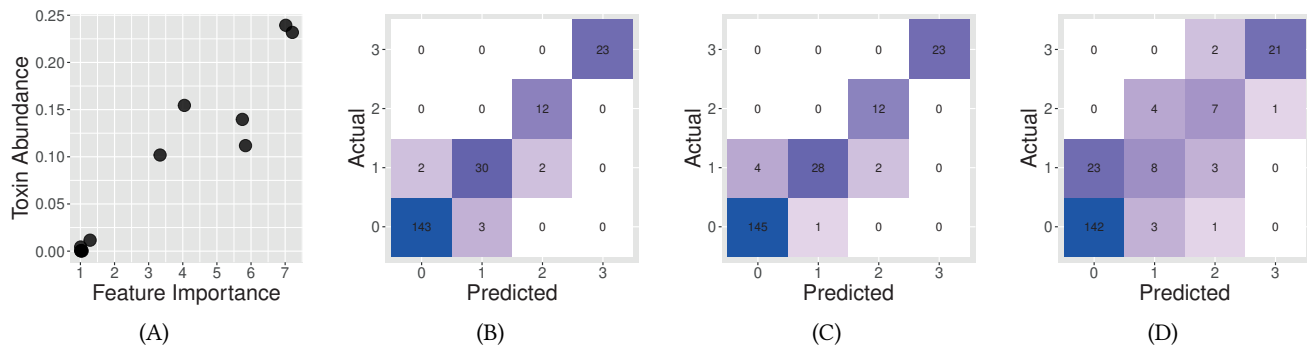 Toxin Abundance
0.25
0.20
0.15
0.10
0.05
0.00
1 2 3 4 5 6 7
Feature Importance
(A)
Actual
3 0 0 0 23
2 0 0 12 0
1 2 30 2 0
0 143 3 0 0
0 1 2 3
Predicted
(B)
Actual
3 0 0 0 23
2 0 0 12 0
1 4 28 2 0
0 145 1 0 0
0 1 2 3
Predicted
(C)
Actual
3 0 0 2 21
2 0 4 7 1
1 23 8 3 0
0 142 3 1 0
0 1 2 3
Predicted
(D)